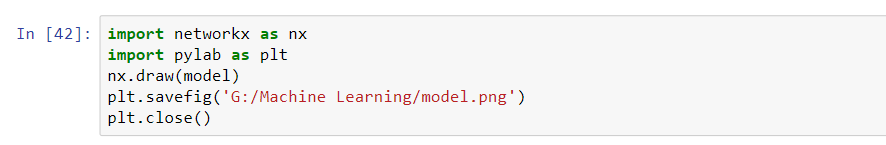 In [42]: import networkx as nx
import pylab as plt
nx.draw(model)
plt.savefig('G:/Machine Learning/model.png')
plt.close()